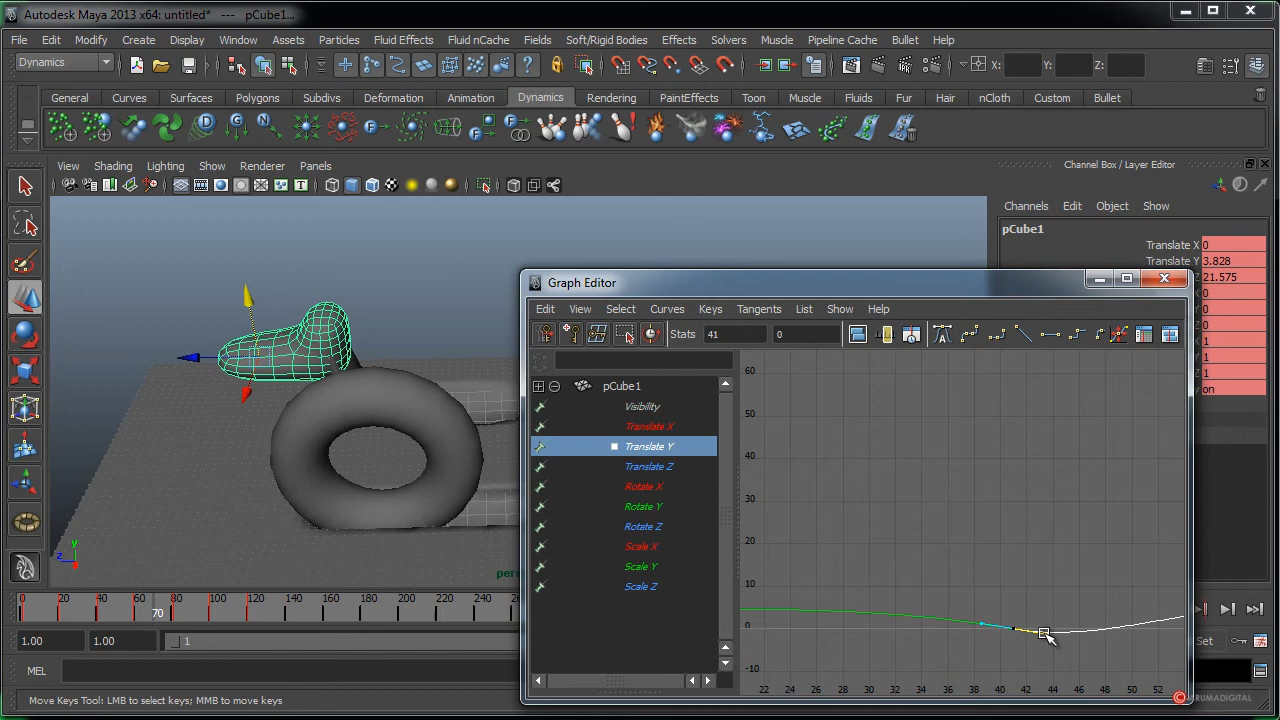 Autodesk Maya 2013 x64: untitled* --- pCube1...
File Edit Modify Create Display Window Assets Particles Fluid Effects Fluid nCache Fields Soft/Rigid Bodies Effects Solvers Muscle Pipeline Cache Bullet Help
Dynamics X: Y: Z:
General Curves Surfaces Polygons Subdivs Deformation Animation Dynamics Rendering PaintEffects Toon Muscle Fluids Fur Hair nCloth Custom Bullet
View Shading Lighting Show Renderer Panels
Channel Box / Layer Editor
Channels Edit Object Show
pCube1
Translate X 0
Translate Y 3.828
21.575
0
0
0
1
1
1
on
Graph Editor
Edit View Select Curves Keys Tangents List Show Help
Stats 41 0
pCube1
Visibility
Translate X
Translate Y
Translate Z
Rotate X
Rotate Y
Rotate Z
Scale X
Scale Y
Scale Z
60
50
40
30
20
10
0
-10
22 24 26 28 30 32 34 36 38 40 42 44 46 48 50 52
y
z
0 20 40 60 80 100 120 140 160 180 200 220 240
70
1.00 1.00 1
Set
MEL
Move Keys Tool: LMB to select keys; MMB to move keys